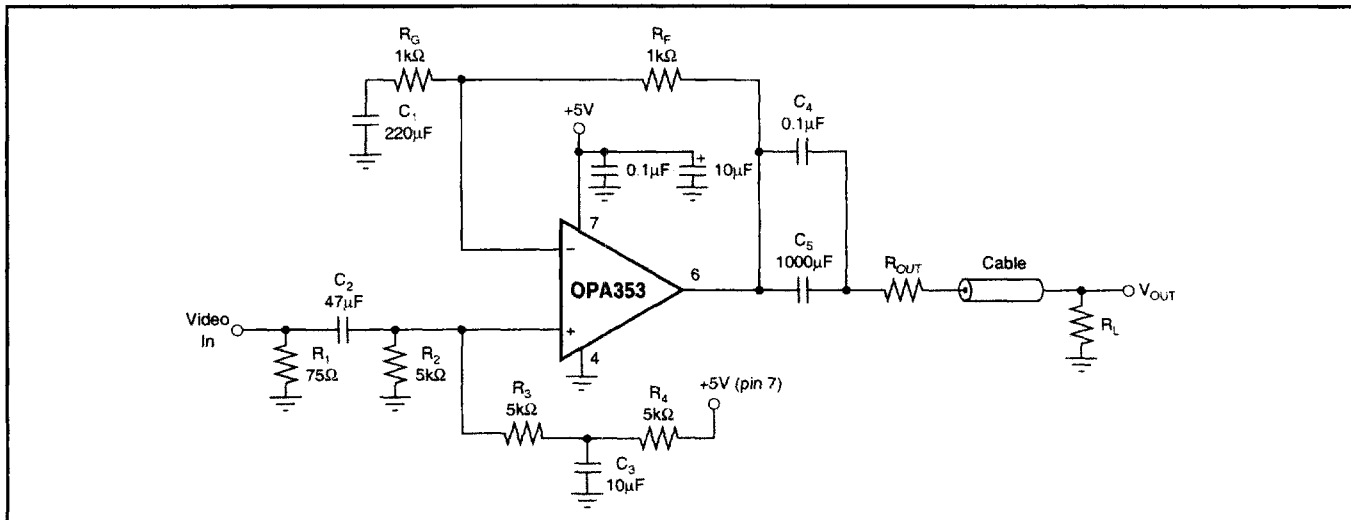 R_G
1kΩ
R_F
1kΩ
C_1
220µF
+5V
C_4
0.1µF
0.1µF
+
10µF
7
−
OPA353
6
C_5
1000µF
R_OUT
Cable
V_OUT
R_L
C_2
47µF
Video
In
+
4
R_1
75Ω
R_2
5kΩ
R_3
5kΩ
R_4
5kΩ
+5V (pin 7)
C_3
10µF